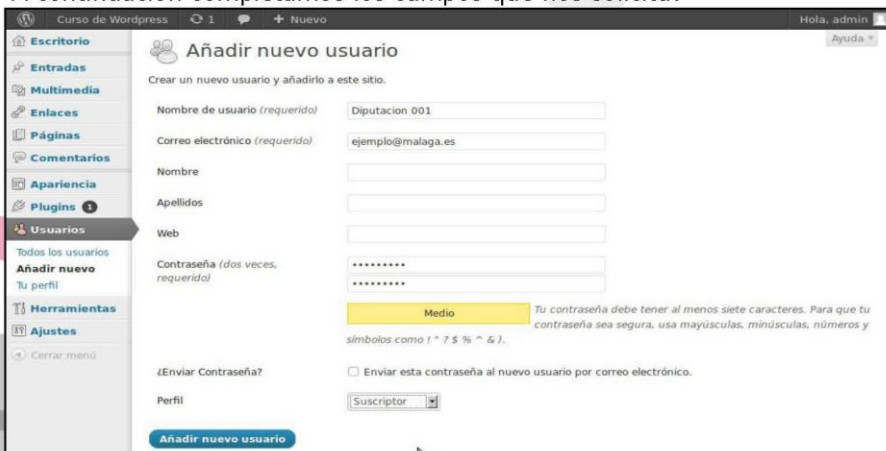 A continuación completamos los campos que nos solicita:
Curso de Wordpress 1 + Nuevo Hola, admin
Ayuda
Escritorio
Entradas
Multimedia
Enlaces
Páginas
Comentarios
Apariencia
Plugins 1
Usuarios
Todos los usuarios
Añadir nuevo
Tu perfil
Herramientas
Ajustes
Cerrar menú
Añadir nuevo usuario
Crear un nuevo usuario y añadirlo a este sitio.
Nombre de usuario (requerido) Diputacion 001
Correo electrónico (requerido) ejemplo@malaga.es
Nombre
Apellidos
Web
Contraseña (dos veces,
requerido)
Medio Tu contraseña debe tener al menos siete caracteres. Para que tu
contraseña sea segura, usa mayúsculas, minúsculas, números y
símbolos como ! " ? $ % ^ & ).
¿Enviar Contraseña? Enviar esta contraseña al nuevo usuario por correo electrónico.
Perfil Suscriptor
Añadir nuevo usuario